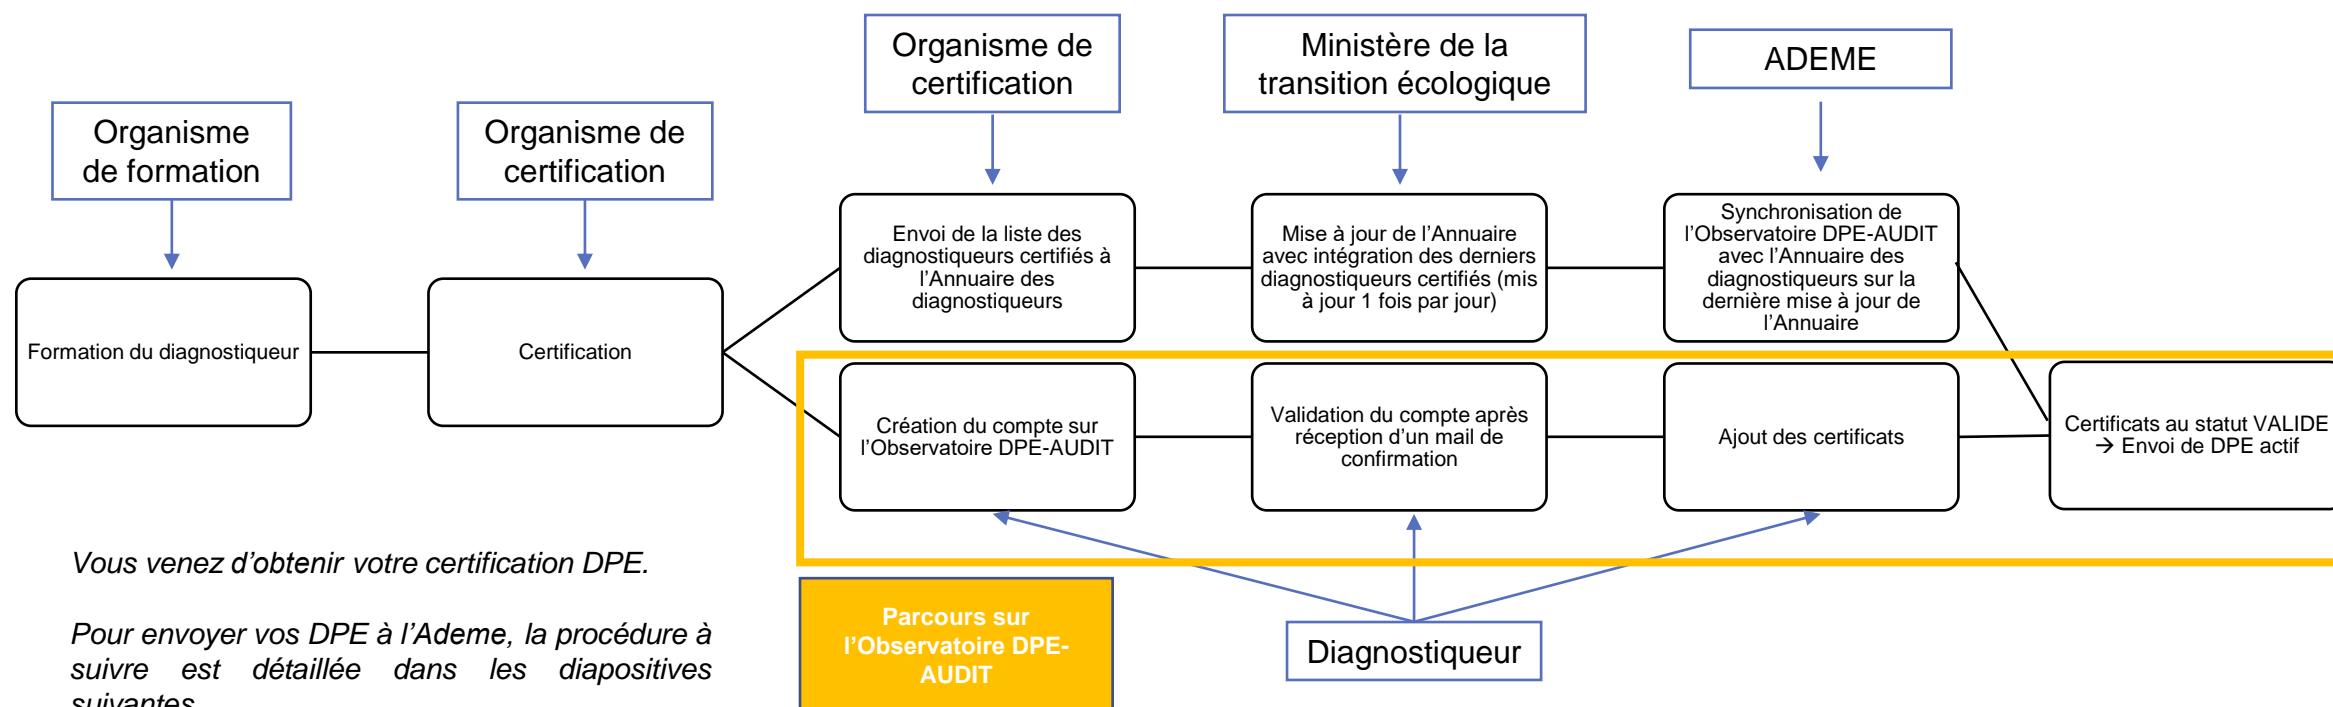 Organisme de
certification
Ministère de la
transition écologique
ADEME
Organisme
de formation
Organisme de
certification
Envoi de la liste des
diagnostiqueurs certifiés à
l’Annuaire des
diagnostiqueurs
Mise à jour de l’Annuaire
avec intégration des derniers
diagnostiqueurs certifiés (mis
à jour 1 fois par jour)
Synchronisation de
l’Observatoire DPE-AUDIT
avec l’Annuaire des
diagnostiqueurs sur la
dernière mise à jour de
l’Annuaire
Formation du diagnostiqueur
Certification
Création du compte sur
l’Observatoire DPE-AUDIT
Validation du compte après
réception d’un mail de
confirmation
Ajout des certificats
Certificats au statut VALIDE
→ Envoi de DPE actif
Vous venez d’obtenir votre certification DPE.
Pour envoyer vos DPE à l’Ademe, la procédure à
suivre est détaillée dans les diapositives
suivantes
Parcours sur
l’Observatoire DPE-
AUDIT
Diagnostiqueur